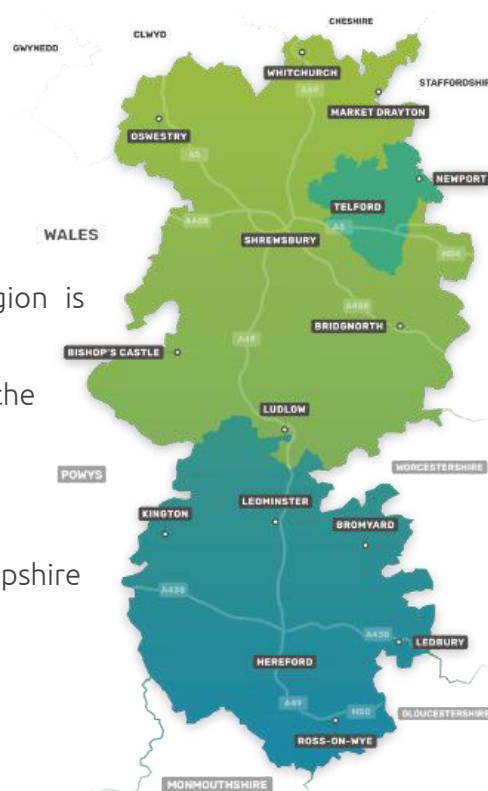 CHESHIRE
CLWYD
GWYNEDD
WHITCHURCH
STAFFORDSHIR
A49
MARKET DRAYTON
OSWESTRY
A5
NEWPORT
TELFORD
A458
WALES
SHREWSBURY
A5
M54
gion is
A458
BRIDGNORTH
A49
BISHOP'S CASTLE
the
LUDLOW
POWYS
WORCESTERSHIRE
LEOMINSTER
KINGTON
BROMYARD
pshire
A438
A438
LEDBURY
HEREFORD
A49
M50
GLOUCESTERSHIRE
ROSS-ON-WYE
MONMOUTHSHIRE